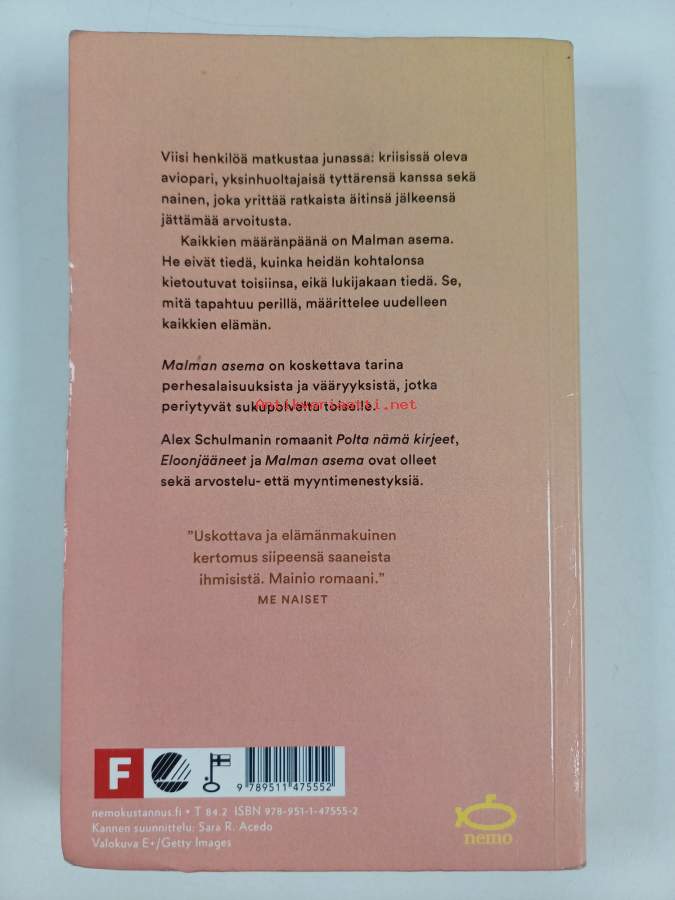 Viisi henkilöä matkustaa junassa: kriisissä oleva
aviopari, yksinhuoltajaisä tyttärensä kanssa sekä
nainen, joka yrittää ratkaista äitinsä jälkeensä
jättämää arvoitusta.
Kaikkien määränpäänä on Malman asema.
He eivät tiedä, kuinka heidän kohtalonsa
kietoutuvat toisiinsa, eikä lukijakaan tiedä. Se,
mitä tapahtuu perillä, määrittelee uudelleen
kaikkien elämän.
Malman asema on koskettava tarina
perhesalaisuuksista ja vääryyksistä, jotka
periytyvät sukupolvelta toiselle.
Antikvariaatti.net
Alex Schulmanin romaanit Polta nämä kirjeet,
Eloonjääneet ja Malman asema ovat olleet
sekä arvostelu- että myyntimenestyksiä.
”Uskottava ja elämänmakuinen
kertomus siipeensä saaneista
ihmisistä. Mainio romaani.”
ME NAISET
F
9 789511 475552
nemokustannus.fi • T 84.2 ISBN 978-951-1-47555-2
Kannen suunnittelu: Sara R. Acedo
Valokuva E+/Getty Images
nemo